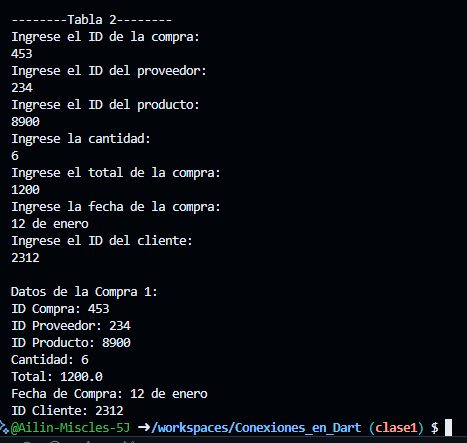 --------Tabla 2--------
Ingrese el ID de la compra:
453
Ingrese el ID del proveedor:
234
Ingrese el ID del producto:
8900
Ingrese la cantidad:
6
Ingrese el total de la compra:
1200
Ingrese la fecha de la compra:
12 de enero
Ingrese el ID del cliente:
2312

Datos de la Compra 1:
ID Compra: 453
ID Proveedor: 234
ID Producto: 8900
Cantidad: 6
Total: 1200.0
Fecha de Compra: 12 de enero
ID Cliente: 2312
@Ailin-Miscles-5J ➜/workspaces/Conexiones_en_Dart (clase1) $